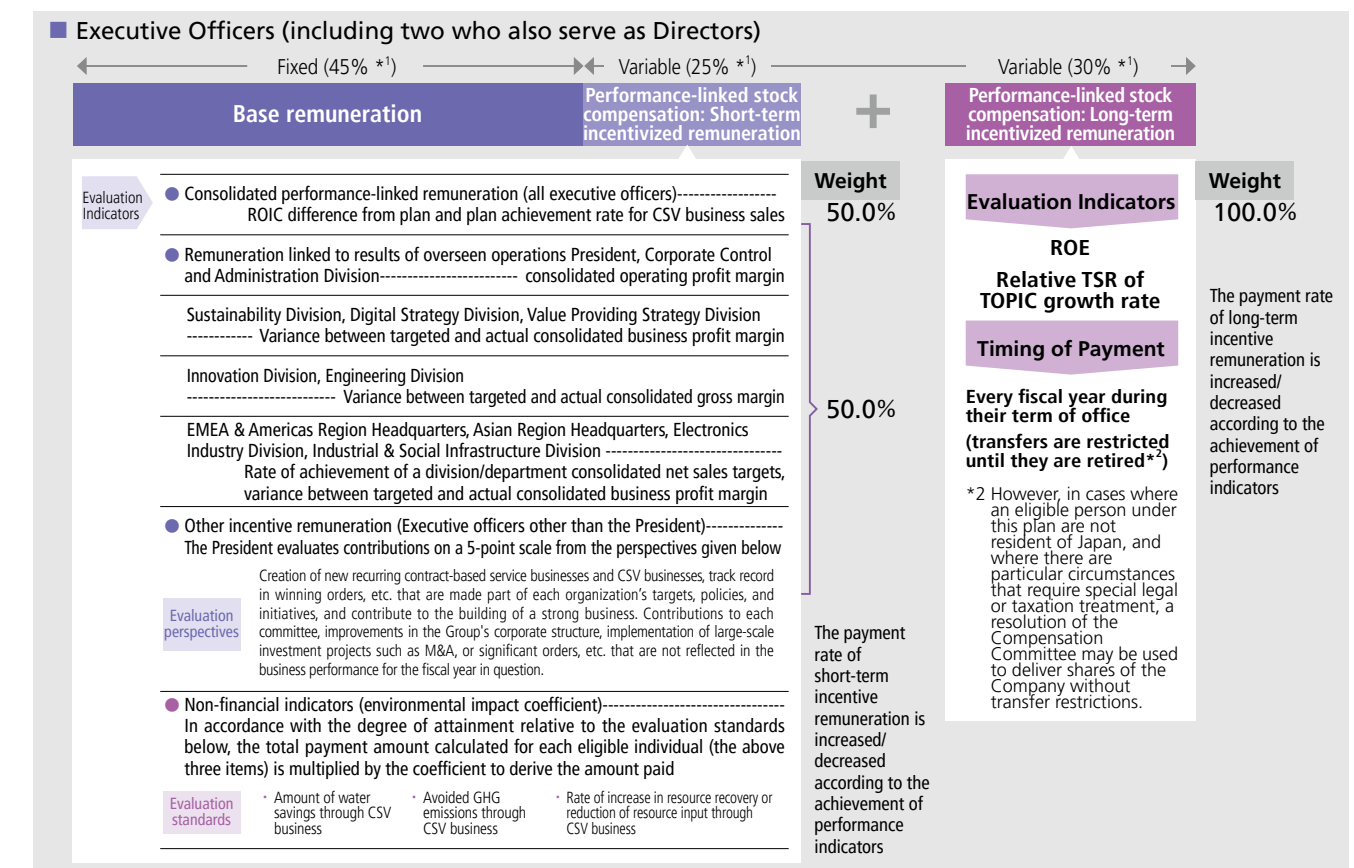 ■ Executive Officers (including two who also serve as Directors)
Fixed (45% *1)
Variable (25% *1)
Variable (30% *1)
Base remuneration
Performance-linked stock
compensation: Short-term
incentivized remuneration
+
Performance-linked stock
compensation: Long-term
incentivized remuneration
Evaluation
Indicators
● Consolidated performance-linked remuneration (all executive officers)------------------
ROIC difference from plan and plan achievement rate for CSV business sales
● Remuneration linked to results of overseen operations President, Corporate Control
and Administration Division------------------------- consolidated operating profit margin
Sustainability Division, Digital Strategy Division, Value Providing Strategy Division
------------ Variance between targeted and actual consolidated business profit margin
Innovation Division, Engineering Division
--------------------------- Variance between targeted and actual consolidated gross margin
EMEA & Americas Region Headquarters, Asian Region Headquarters, Electronics
Industry Division, Industrial & Social Infrastructure Division --------------------------------
Rate of achievement of a division/department consolidated net sales targets,
variance between targeted and actual consolidated business profit margin
● Other incentive remuneration (Executive officers other than the President)--------------
The President evaluates contributions on a 5-point scale from the perspectives given below
Evaluation
perspectives
Creation of new recurring contract-based service businesses and CSV businesses, track record
in winning orders, etc. that are made part of each organization's targets, policies, and
initiatives, and contribute to the building of a strong business. Contributions to each
committee, improvements in the Group's corporate structure, implementation of large-scale
investment projects such as M&A, or significant orders, etc. that are not reflected in the
business performance for the fiscal year in question.
● Non-financial indicators (environmental impact coefficient)---------------------------------
In accordance with the degree of attainment relative to the evaluation standards
below, the total payment amount calculated for each eligible individual (the above
three items) is multiplied by the coefficient to derive the amount paid
Evaluation
standards
・Amount of water
savings through CSV
business
・Avoided GHG
emissions through
CSV business
・Rate of increase in resource recovery or
reduction of resource input through
CSV business
Weight
50.0%
50.0%
The payment
rate of
short-term
incentive
remuneration is
increased/
decreased
according to the
achievement of
performance
indicators
Evaluation Indicators
ROE
Relative TSR of
TOPIC growth rate
Timing of Payment
Every fiscal year during
their term of office
(transfers are restricted
until they are retired*2)
*2 However, in cases where
an eligible person under
this plan are not
resident of Japan, and
where there are
particular circumstances
that require special legal
or taxation treatment, a
resolution of the
Compensation
Committee may be used
to deliver shares of the
Company without
transfer restrictions.
Weight
100.0%
The payment rate
of long-term
incentive
remuneration is
increased/
decreased
according to the
achievement of
performance
indicators